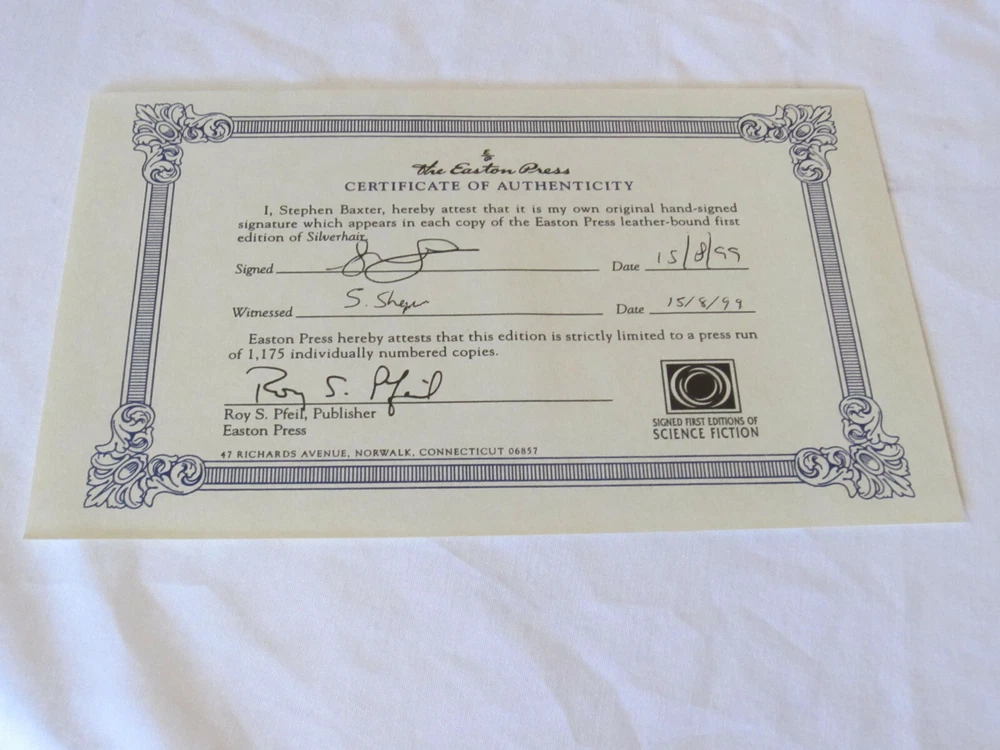 The Easton Press
CERTIFICATE OF AUTHENTICITY
I, Stephen Baxter, hereby attest that it is my own original hand-signed
signature which appears in each copy of the Easton Press leather-bound first
edition of Silverhair.
Signed Date 15/8/99
Witnessed S. Date 15/8/99
Easton Press hereby attests that this edition is strictly limited to a press run
of 1,175 individually numbered copies.
Roy S. Pfeil
Roy S. Pfeil, Publisher
Easton Press
SIGNED FIRST EDITIONS OF
SCIENCE FICTION
47 RICHARDS AVENUE, NORWALK, CONNECTICUT 06857